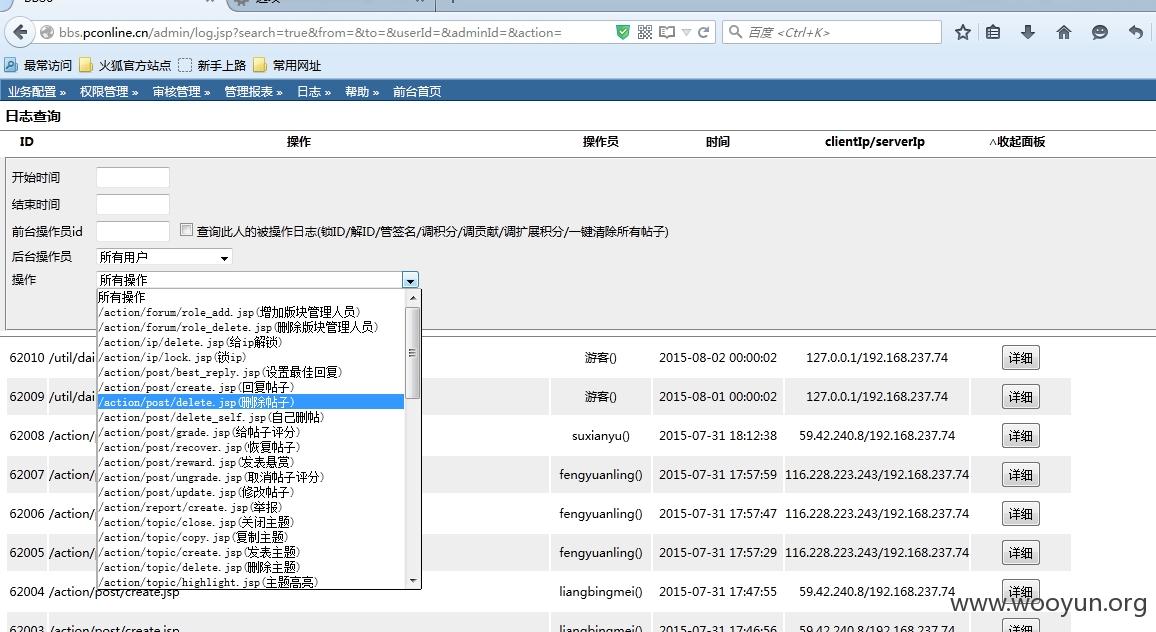 bbs.pconline.cn/admin/log.jsp?search=true&from=&to=&userId=&adminId=&action=
百度 <Ctrl+K>
最常访问 火狐官方站点 新手上路 常用网址
业务配置 » 权限管理 » 审核管理 » 管理报表 » 日志 » 帮助 » 前台首页
日志查询
ID 操作 操作员 时间 clientIp/serverIp ^收起面板
开始时间
结束时间
前台操作员id 查询此人的被操作日志(锁ID/解ID/管签名/调积分/调贡献/调扩展积分/一键清除所有帖子)
后台操作员 所有用户
操作 所有操作
所有操作
/action/forum/role_add.jsp(增加版块管理人员)
/action/forum/role_delete.jsp(删除版块管理人员)
/action/ip/delete.jsp(给ip解锁)
/action/ip/lock.jsp(锁ip)
/action/post/best_reply.jsp(设置最佳回复)
/action/post/create.jsp(回复帖子)
/action/post/delete.jsp(删除帖子)
/action/post/delete_self.jsp(自己删帖)
/action/post/grade.jsp(给帖子评分)
/action/post/recover.jsp(恢复帖子)
/action/post/reward.jsp(发表悬赏)
/action/post/ungrade.jsp(取消帖子评分)
/action/post/update.jsp(修改帖子)
/action/report/create.jsp(举报)
/action/topic/close.jsp(关闭主题)
/action/topic/copy.jsp(复制主题)
/action/topic/create.jsp(发表主题)
/action/topic/delete.jsp(删除主题)
/action/topic/highlight.jsp(主题高亮)
62010 /util/dai 游客() 2015-08-02 00:00:02 127.0.0.1/192.168.237.74 详细
62009 /util/dai 游客() 2015-08-01 00:00:02 127.0.0.1/192.168.237.74 详细
62008 /action/p suxianyu() 2015-07-31 18:12:38 59.42.240.8/192.168.237.74 详细
62007 /action/p fengyuanling() 2015-07-31 17:57:59 116.228.223.243/192.168.237.74 详细
62006 /action/p fengyuanling() 2015-07-31 17:57:47 116.228.223.243/192.168.237.74 详细
62005 /action/p fengyuanling() 2015-07-31 17:57:29 116.228.223.243/192.168.237.74 详细
62004 /action/post/create.jsp liangbingmei() 2015-07-31 17:47:55 59.42.240.8/192.168.237.74 详细
62003 /action/post/create.jsp liangbingmei() 2015-07-31 17:46:56 59.42.240.8/192.168.237.74 详细
www.wooyun.org